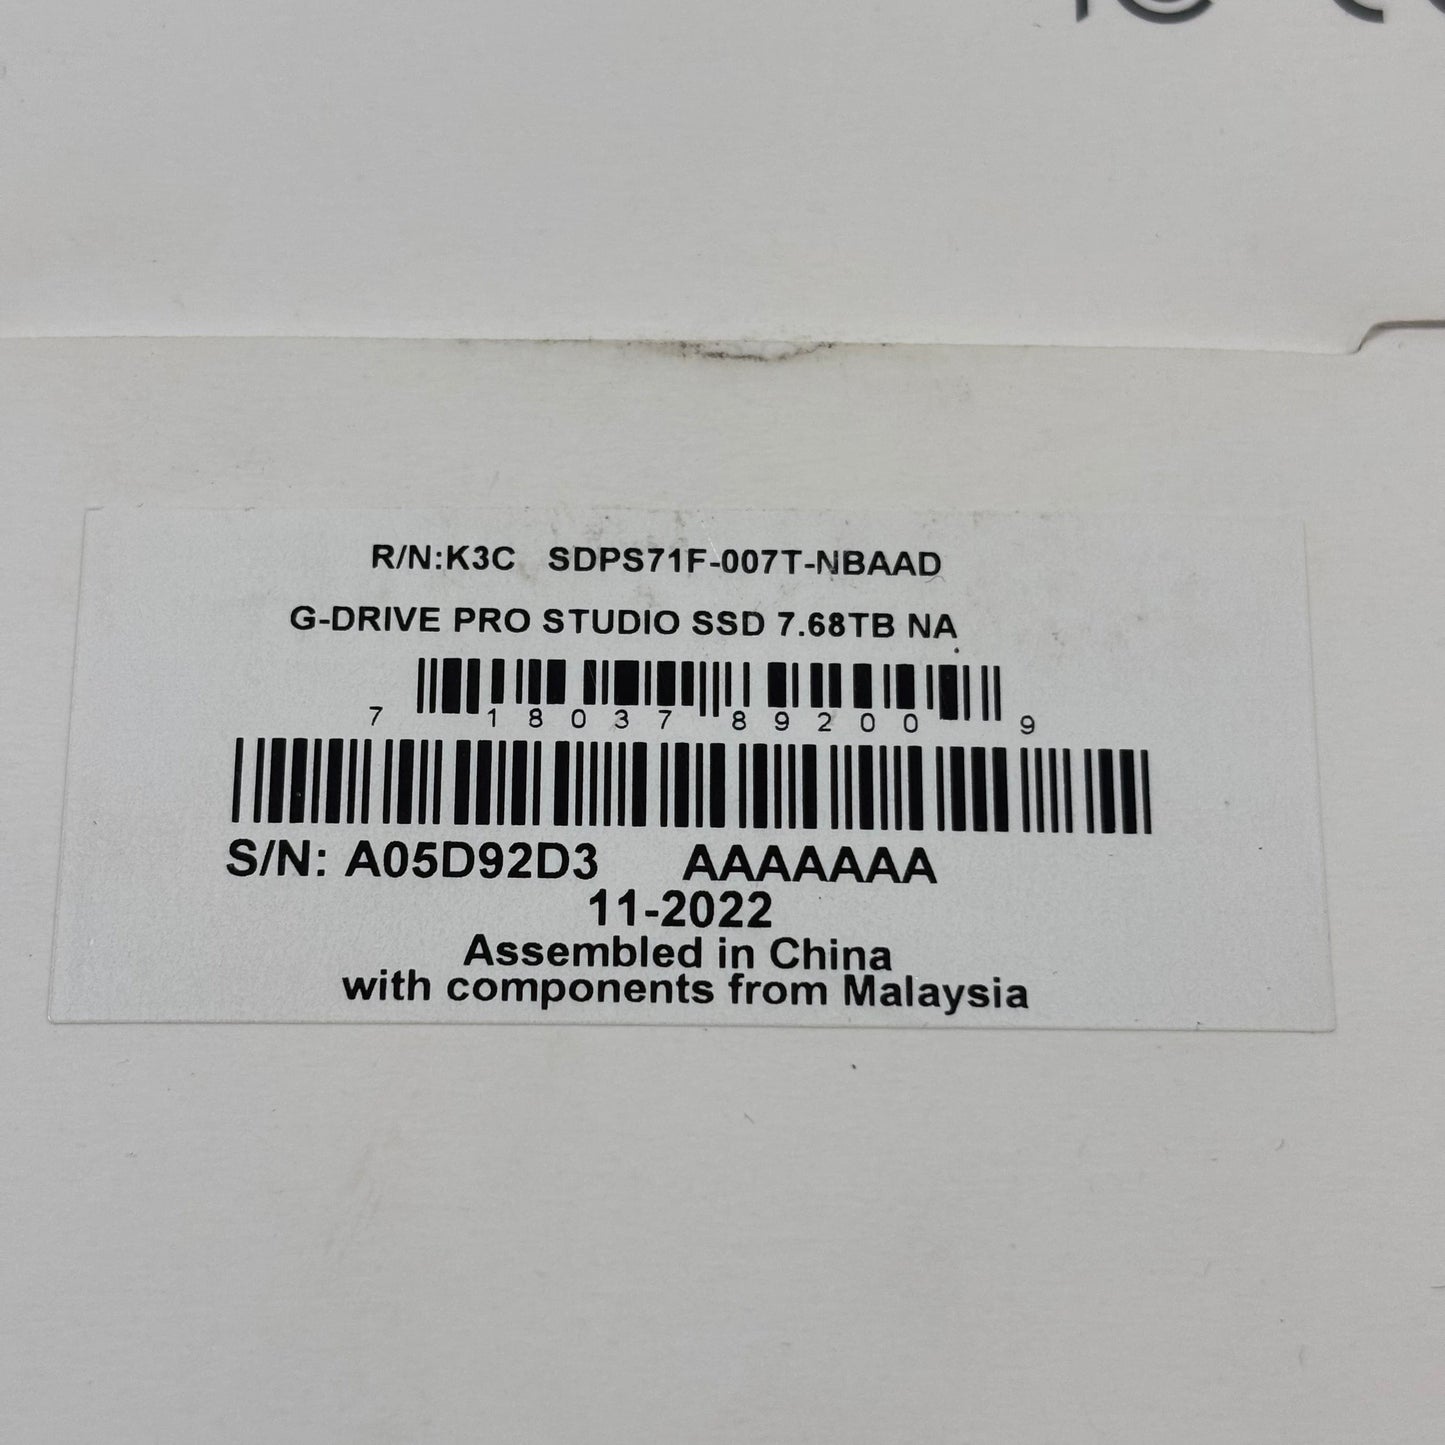 R/N:K3C SDPS71F-007T-NBAAD
G-DRIVE PRO STUDIO SSD 7.68TB NA
7 18037 89200 9
S/N: A05D92D3 AAAAAAA
11-2022
Assembled in China
with components from Malaysia